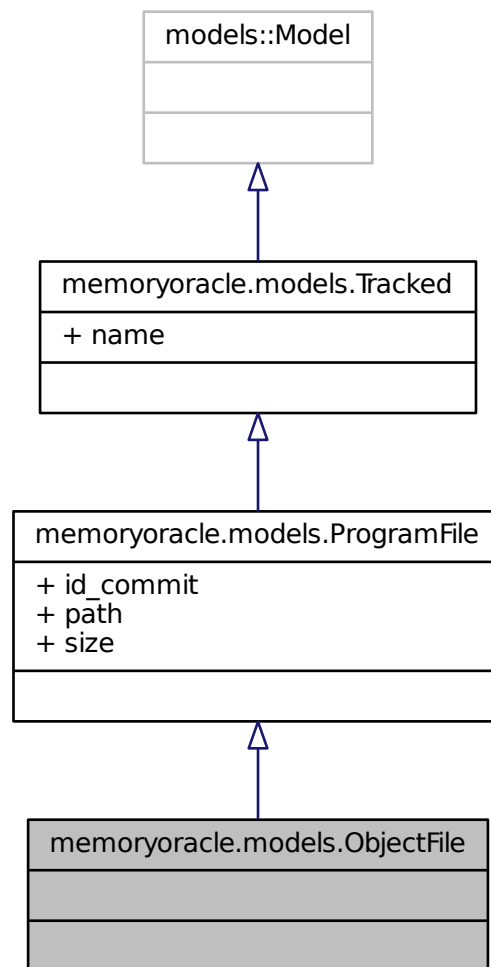 models::Model
memoryoracle.models.Tracked
+ name
memoryoracle.models.ProgramFile
+ id_commit
+ path
+ size
memoryoracle.models.ObjectFile